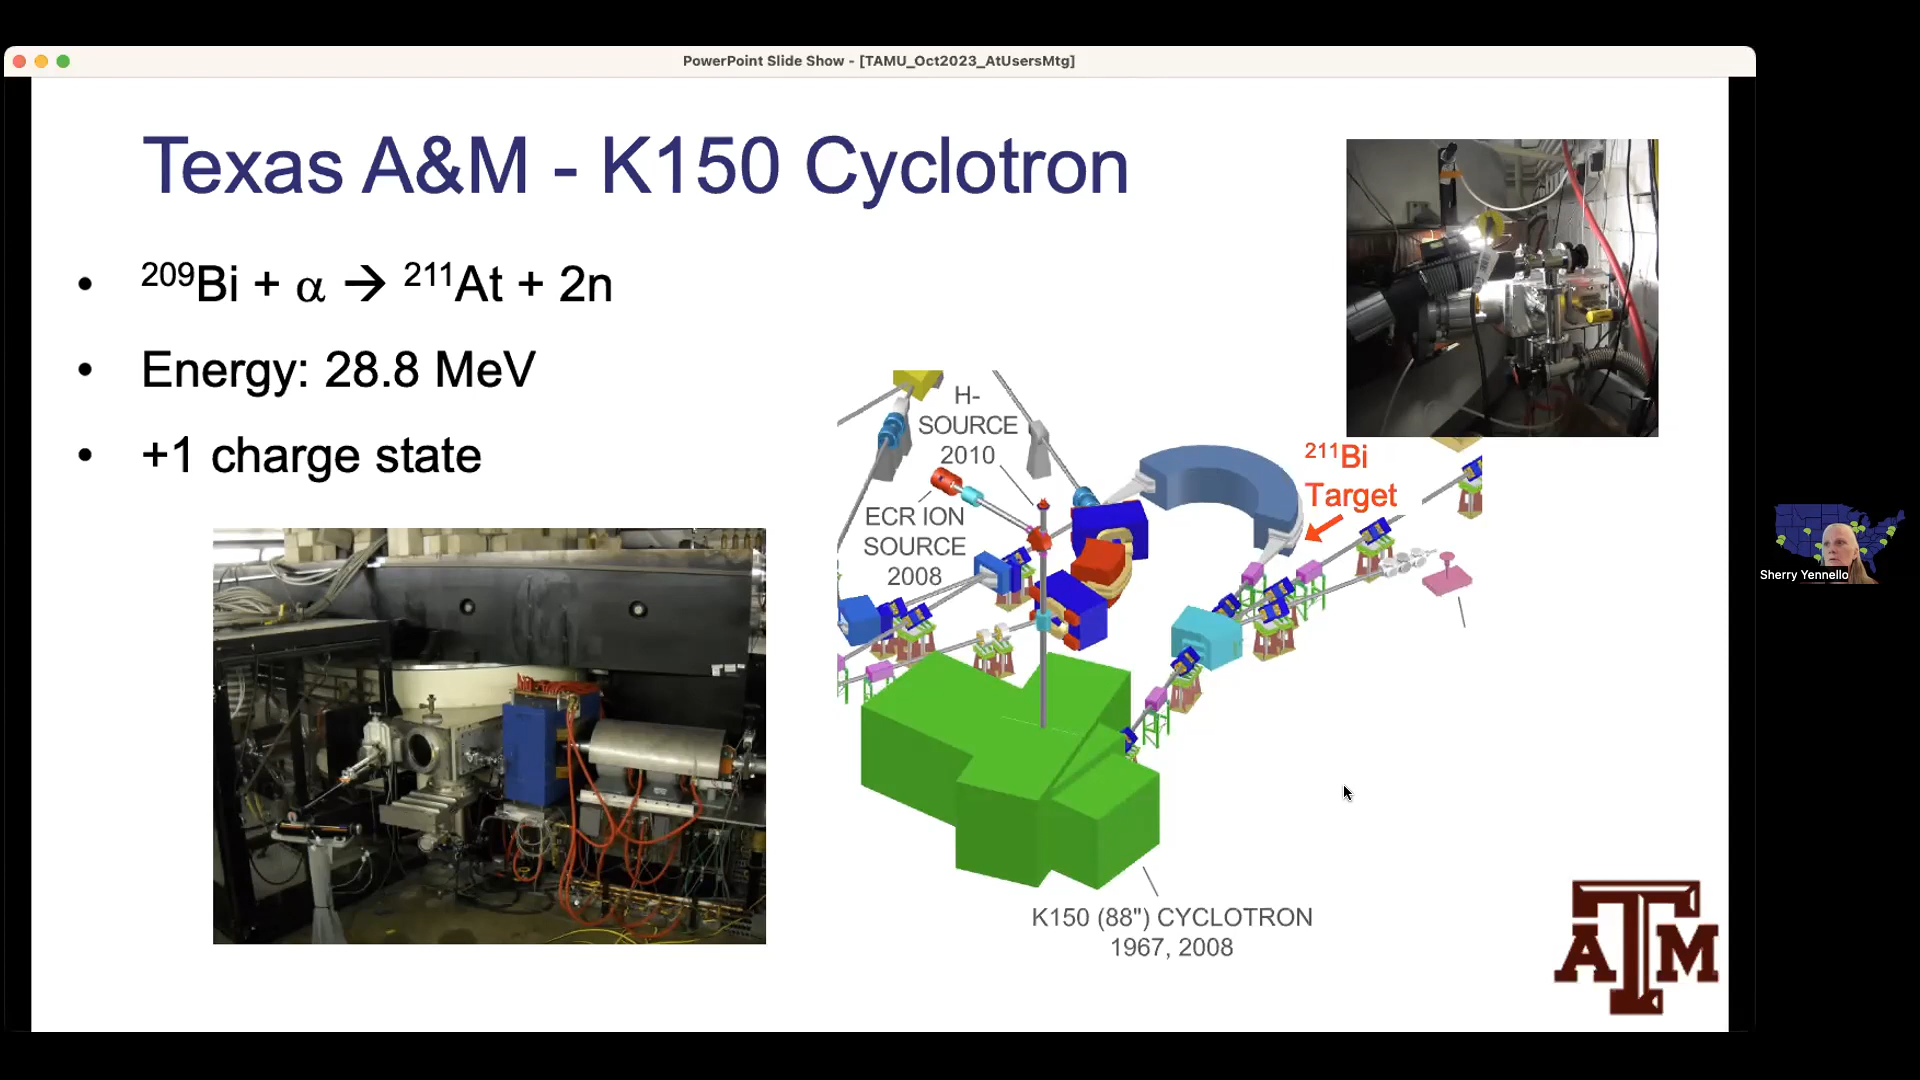 PowerPoint Slide Show - [TAMU_Oct2023_AtUsersMtg]
Texas A&M - K150 Cyclotron
• ²⁰⁹Bi + α → ²¹¹At + 2n
• Energy: 28.8 MeV
• +1 charge state
H-
SOURCE
2010
ECR ION
SOURCE
2008
²¹¹Bi
Target
K150 (88") CYCLOTRON
1967, 2008
ATM
Sherry Yennello